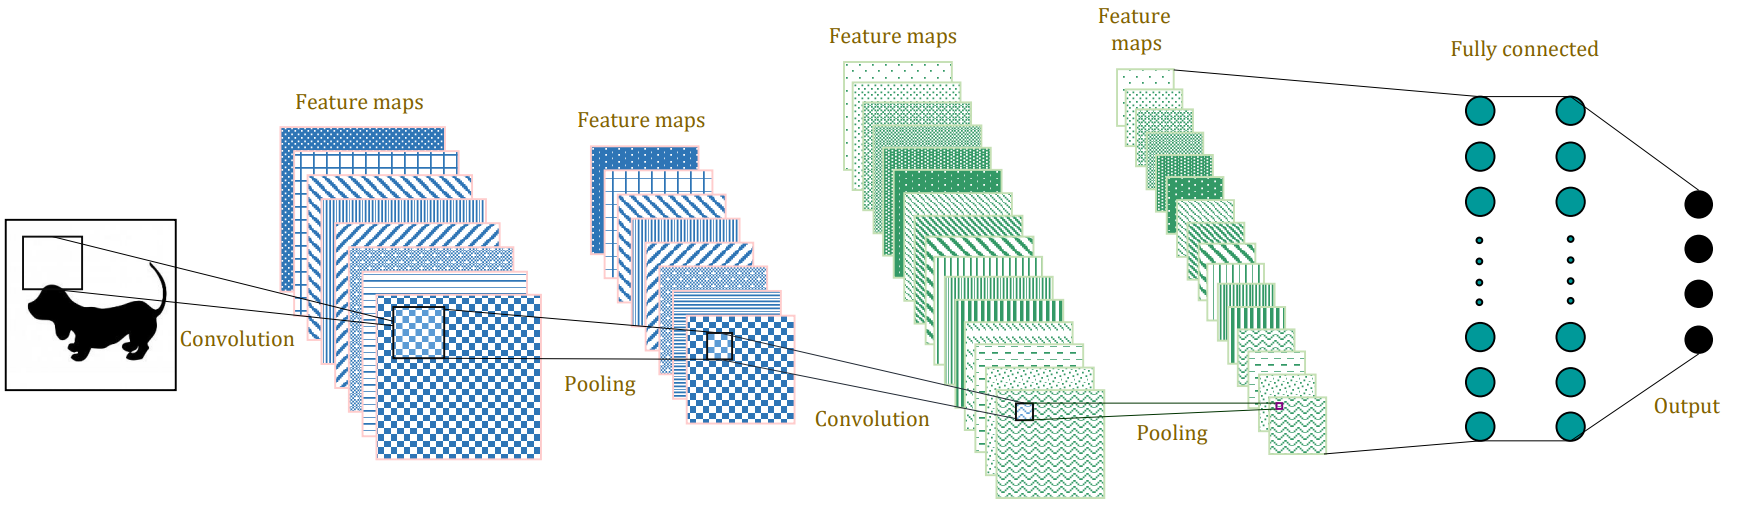 Feature maps
Convolution
Feature maps
Pooling
Feature maps
Convolution
Feature
maps
Pooling
Fully connected
Output